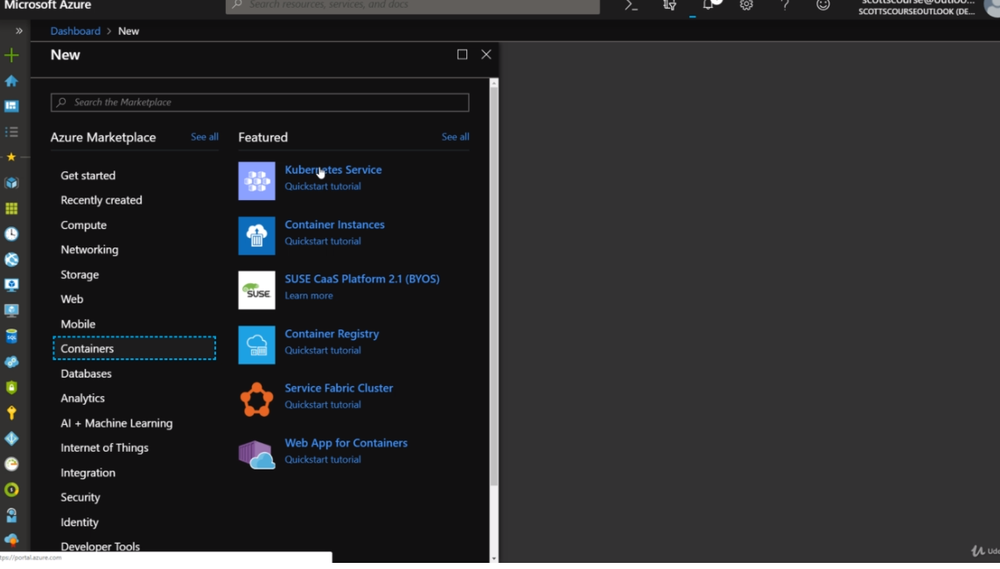 Microsoft Azure
Search resources, services, and docs
scottscourse@outloo...
SCOTTSCOURSEOUTLOOK (DE...
Dashboard > New
New
Search the Marketplace
Azure Marketplace See all
Featured See all
Get started
Recently created
Compute
Networking
Storage
Web
Mobile
Containers
Databases
Analytics
AI + Machine Learning
Internet of Things
Integration
Security
Identity
Developer Tools
Kubernetes Service
Quickstart tutorial
Container Instances
Quickstart tutorial
SUSE
SUSE CaaS Platform 2.1 (BYOS)
Learn more
Container Registry
Quickstart tutorial
Service Fabric Cluster
Quickstart tutorial
Web App for Containers
Quickstart tutorial
SQL
tps://portal.azure.com
Ude